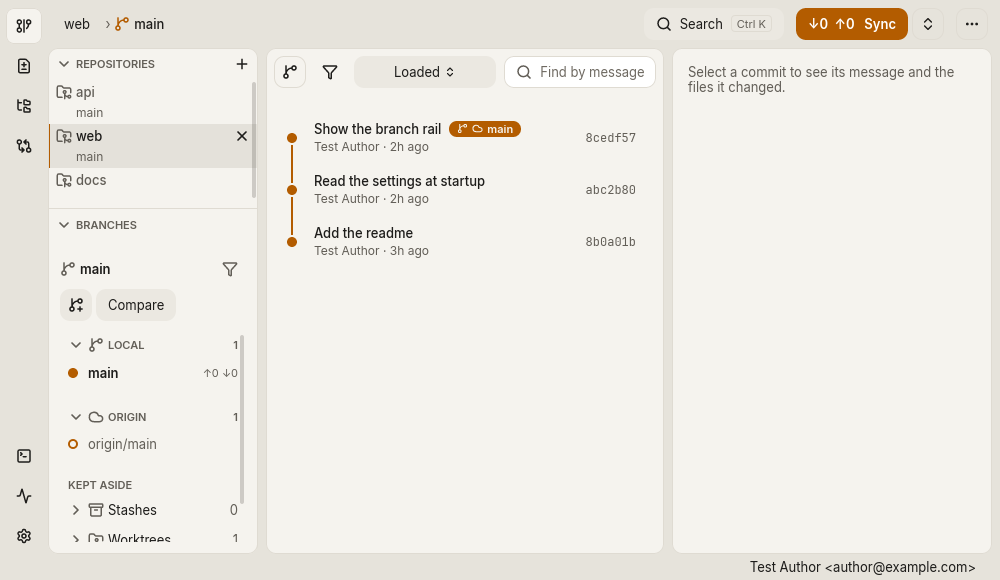 web
main
Search
Ctrl K
↓0 ↑0 Sync
REPOSITORIES
api
main
web
main
docs
BRANCHES
main
Compare
LOCAL 1
main ↑0 ↓0
ORIGIN 1
origin/main
KEPT ASIDE
Stashes 0
Worktrees 1
Loaded
Find by message
Show the branch rail main
Test Author · 2h ago
8cedf57
Read the settings at startup
Test Author · 2h ago
abc2b80
Add the readme
Test Author · 3h ago
8b0a01b
Select a commit to see its message and the
files it changed.
Test Author <author@example.com>